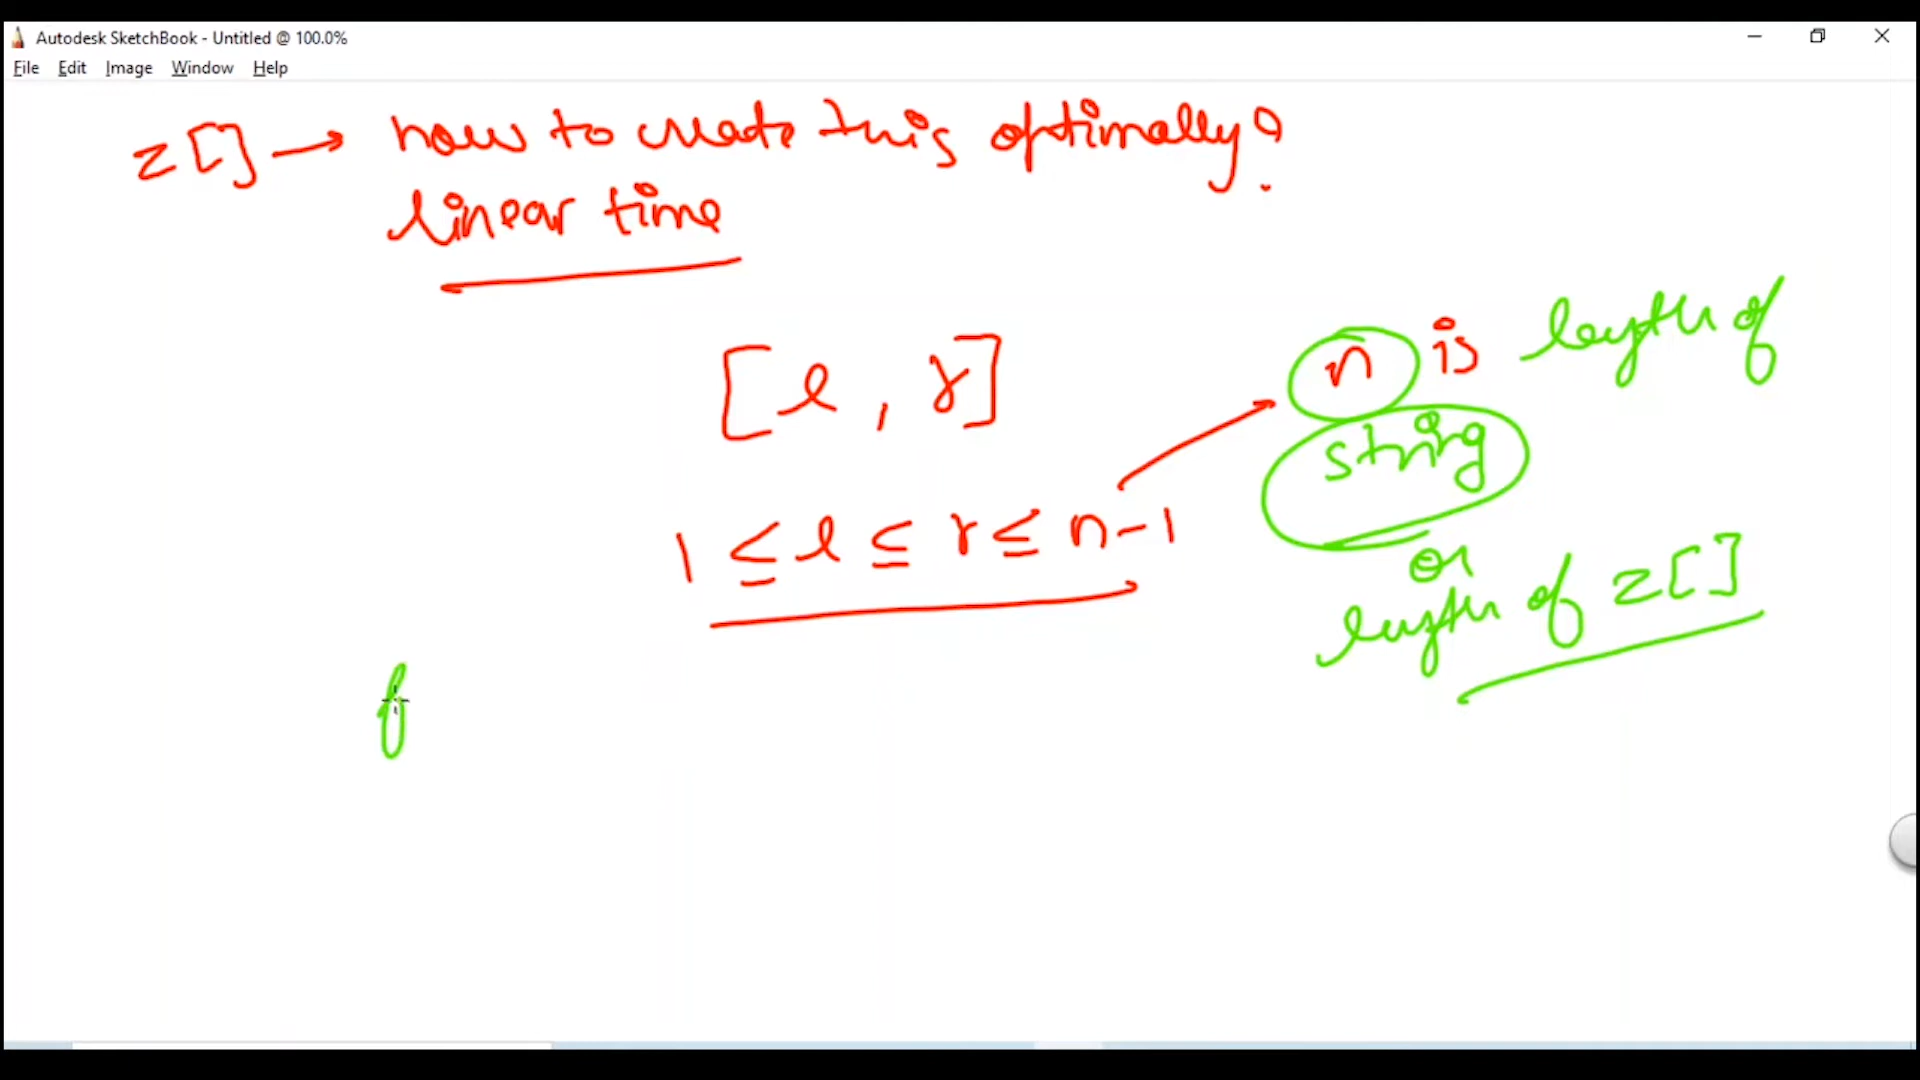 Autodesk SketchBook - Untitled @ 100.0%
File Edit Image Window Help
z[] → how to create this optimally?
linear time
[l, r]
n is length of
string
1 ≤ l ≤ r ≤ n-1
or
length of z[]
f